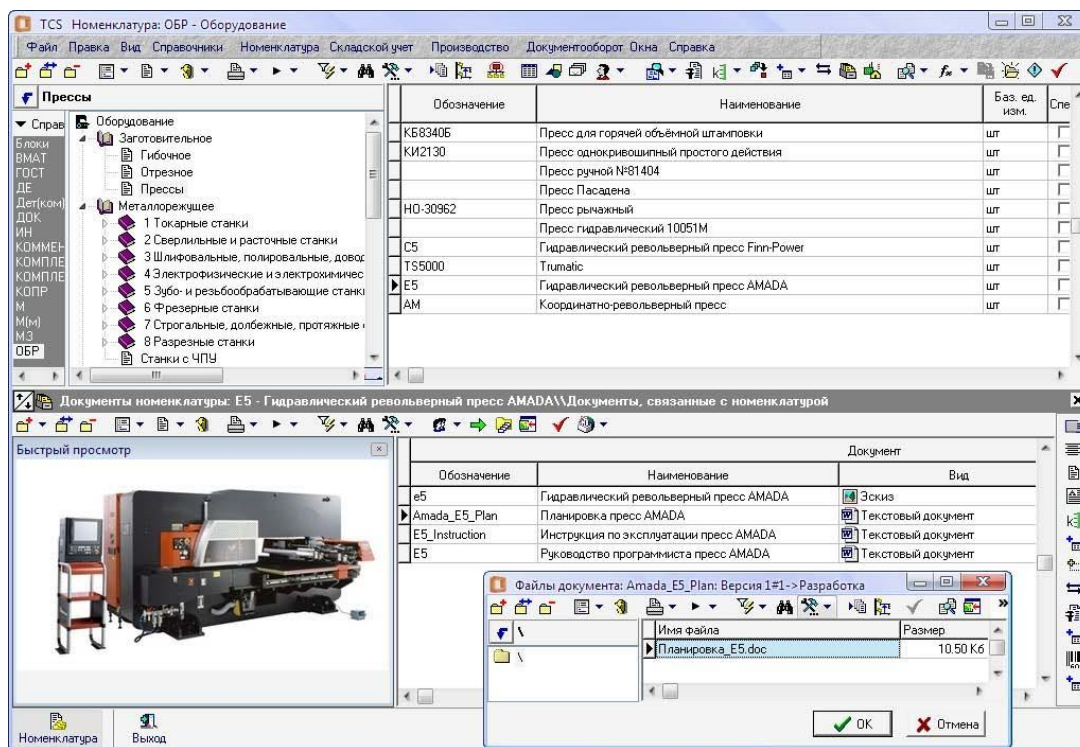 TCS Номенклатура: ОБР - Оборудование
Файл Правка Вид Справочники Номенклатура Складской учет Производство Документооборот Окна Справка
Прессы
Справ
Блоки
ВМАТ
ГОСТ
ДЕ
Дет(ком)
ДОК
ИН
КОММЕН
КОМПЛЕ
КОМПЛЕ
КОПР
М
М(м)
МЗ
ОБР
Оборудование
Заготовительное
Гибочное
Отрезное
Прессы
Металлорежущее
1 Токарные станки
2 Сверлильные и расточные станки
3 Шлифовальные, полировальные, довод
4 Электрофизические и электрохимичес
5 Зубо- и резьбообрабатывающие станки
6 Фрезерные станки
7 Строгальные, долбежные, протяжные
8 Разрезные станки
Станки с ЧПУ
Обозначение Наименование Баз. ед. изм. Спе
КБ8340Б Пресс для горячей объёмной штамповки шт
КИ2130 Пресс однокривошипный простого действия шт
Пресс ручной №81404 шт
Пресс Пасадена шт
НО-30962 Пресс рычажный шт
Пресс гидравлический 10051М шт
С5 Гидравлический револьверный пресс Finn-Power шт
TS5000 Trumatic шт
E5 Гидравлический револьверный пресс AMADA шт
АМ Координатно-револьверный пресс шт
Документы номенклатуры: E5 - Гидравлический револьверный пресс AMADA\\Документы, связанные с номенклатурой
Быстрый просмотр
Документ
Обозначение Наименование Вид
e5 Гидравлический револьверный пресс AMADA Эскиз
Amada_E5_Plan Планировка пресс AMADA Текстовый документ
E5_Instruction Инструкция по эксплуатации пресс AMADA Текстовый документ
E5 Руководство программиста пресс AMADA Текстовый документ
Файлы документа: Amada_E5_Plan: Версия 1#1->Разработка
\
\
Имя файла Размер
Планировка_E5.doc 10.50 Кб
OK Отмена
Номенклатура Выход